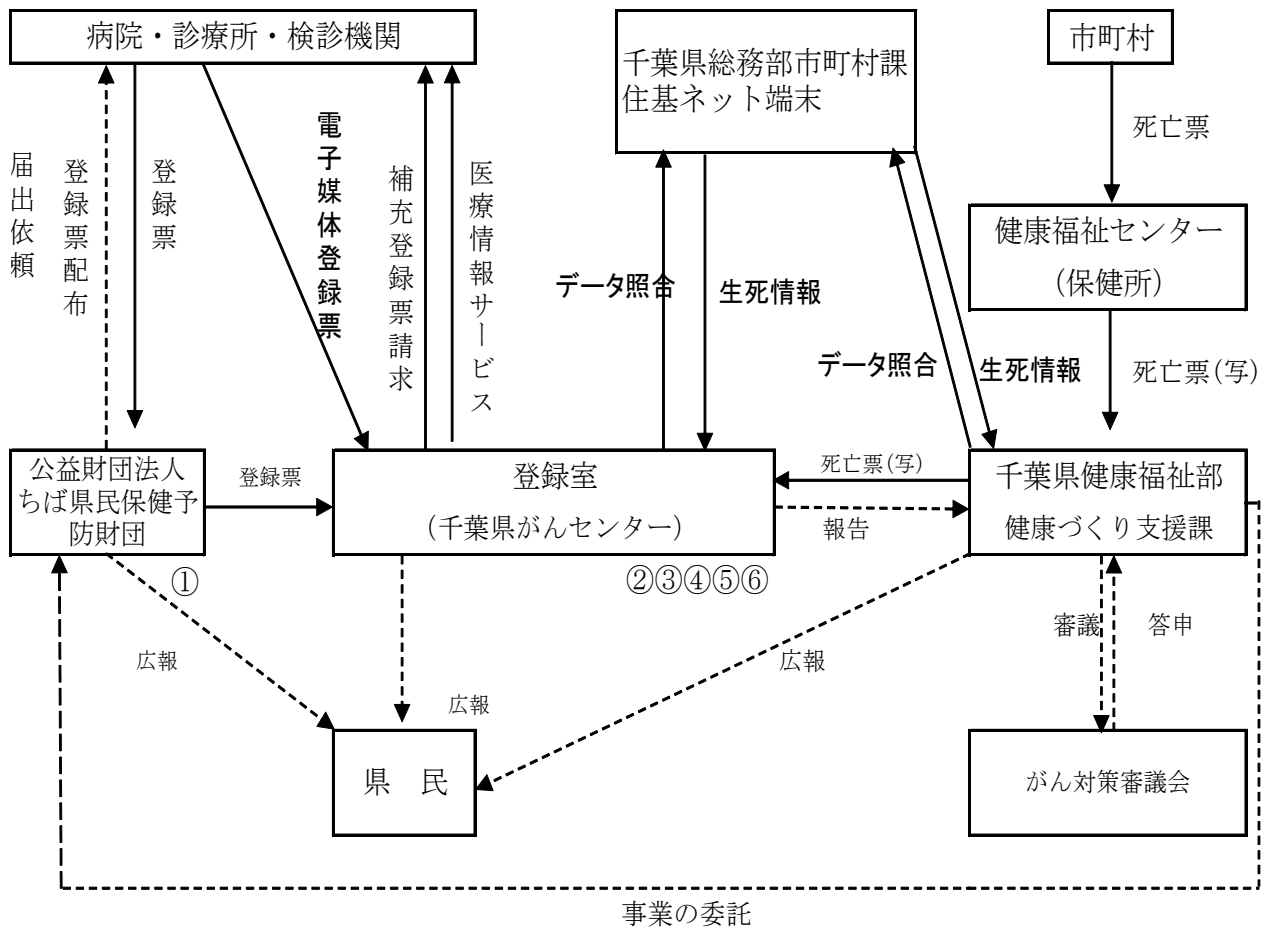 病院・診療所・検診機関
千葉県総務部市町村課
住基ネット端末
市町村
届出依頼
登録票配布
登録票
電子媒体登録票
補充登録票請求
医療情報サービス
データ照合
生死情報
データ照合
生死情報
死亡票
健康福祉センター
(保健所)
死亡票(写)
公益財団法人
ちば県民保健予
防財団
登録票
登録室
(千葉県がんセンター)
死亡票(写)
報告
千葉県健康福祉部
健康づくり支援課
①
②③④⑤⑥
広報
広報
広報
審議
答申
県　民
がん対策審議会
事業の委託